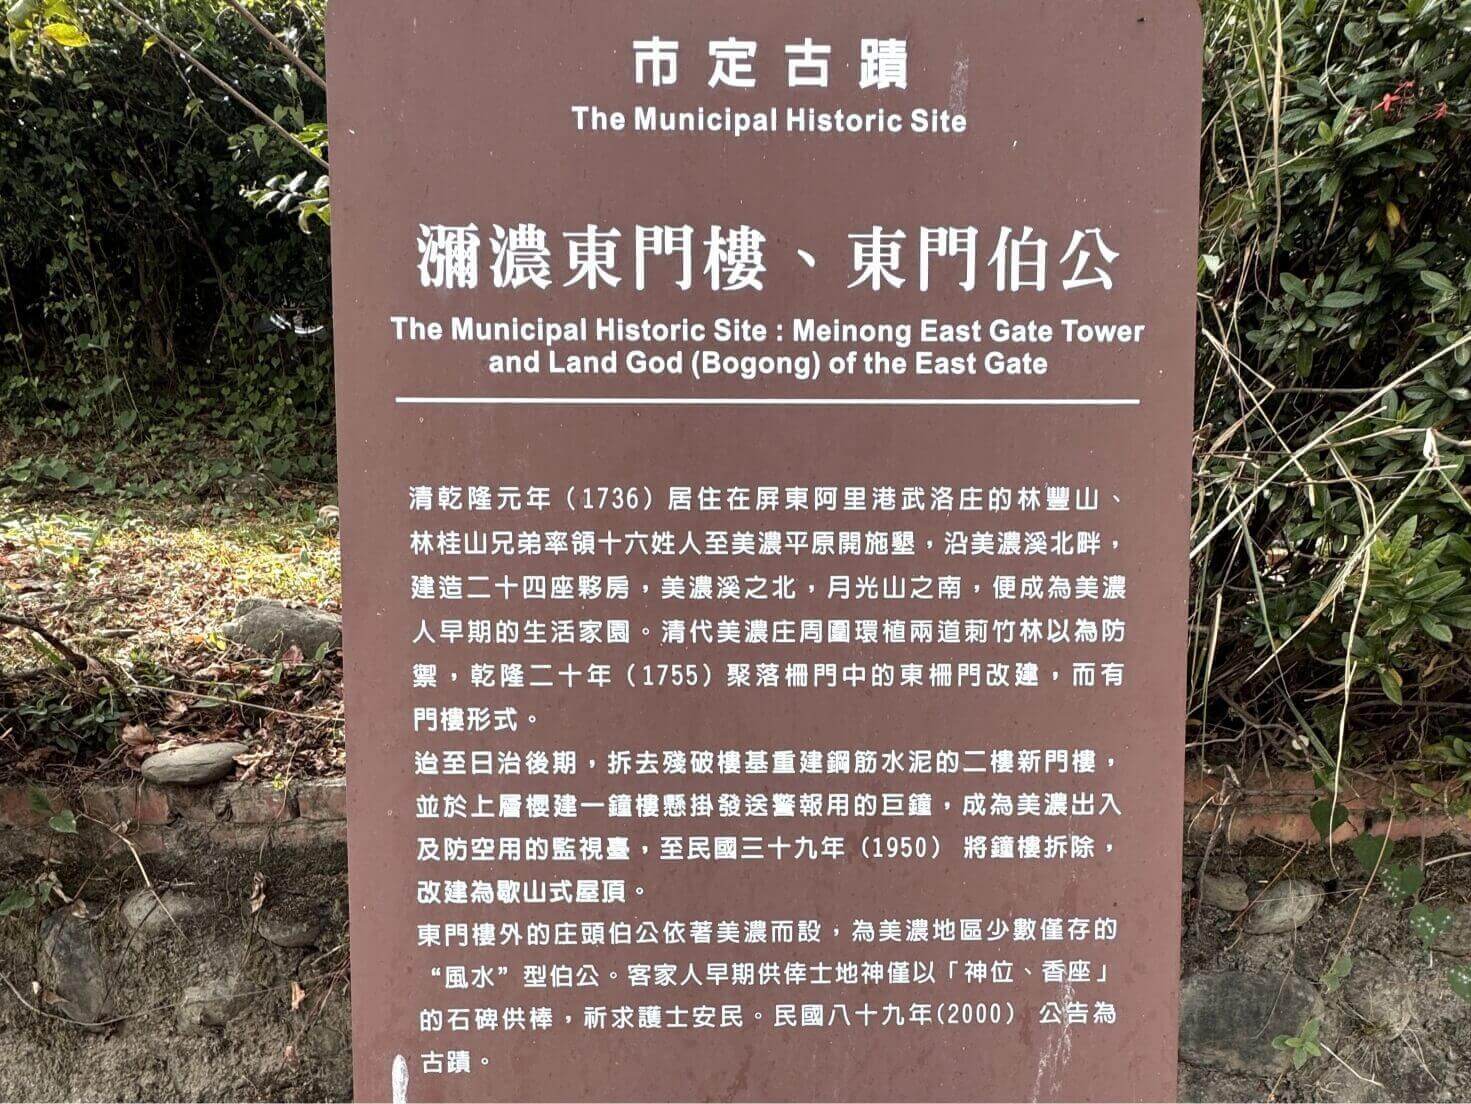 市定古蹟
The Municipal Historic Site
瀰濃東門樓、東門伯公
The Municipal Historic Site : Meinong East Gate Tower
and Land God (Bogong) of the East Gate
清乾隆元年（1736）居住在屏東阿里港武洛庄的林豐山、
林桂山兄弟率領十六姓人至美濃平原開施墾，沿美濃溪北畔，
建造二十四座夥房，美濃溪之北，月光山之南，便成為美濃
人早期的生活家園。清代美濃庄周圍環植兩道莿竹林以為防
禦，乾隆二十年（1755）聚落柵門中的東柵門改建，而有
門樓形式。
迨至日治後期，拆去殘破樓基重建鋼筋水泥的二樓新門樓，
並於上層樓建一鐘樓懸掛發送警報用的巨鐘，成為美濃出入
及防空用的監視臺，至民國三十九年（1950） 將鐘樓拆除，
改建為歇山式屋頂。
東門樓外的庄頭伯公依著美濃而設，為美濃地區少數僅存的
“風水”型伯公。客家人早期供俸土地神僅以「神位、香座」
的石碑供棒，祈求護土安民。民國八十九年(2000） 公告為
古蹟。